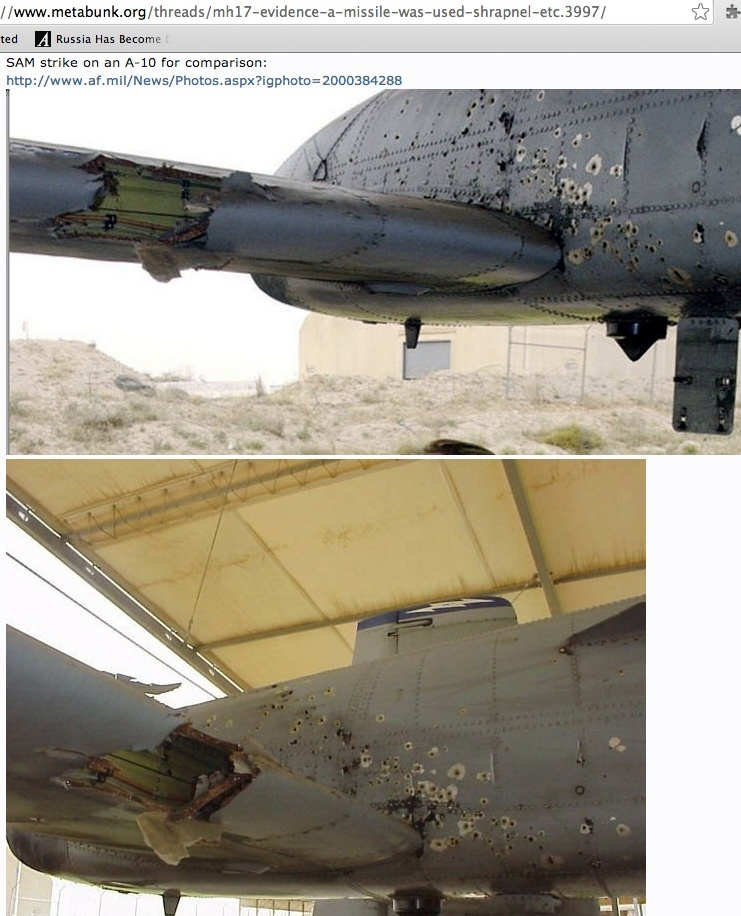 //www.metabunk.org/threads/mh17-evidence-a-missile-was-used-shrapnel-etc.3997/
ted
Russia Has Become
SAM strike on an A-10 for comparison:
http://www.af.mil/News/Photos.aspx?igphoto=2000384288